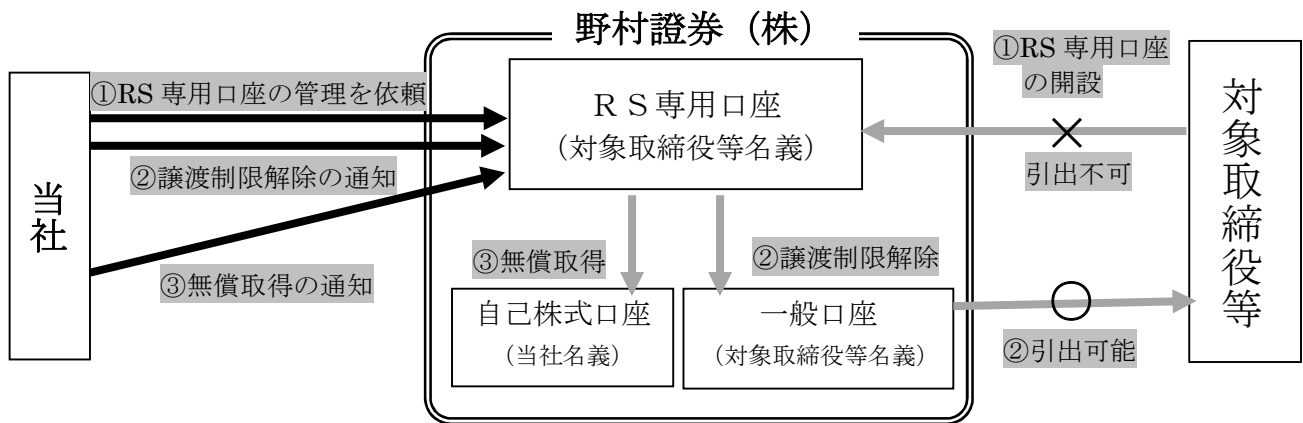 野村證券（株）
当社
①RS 専用口座の管理を依頼
②譲渡制限解除の通知
③無償取得の通知
ＲＳ専用口座
(対象取締役等名義)
③無償取得
②譲渡制限解除
自己株式口座
(当社名義)
一般口座
(対象取締役等名義)
①RS 専用口座
の開設
引出不可
②引出可能
対象取締役等